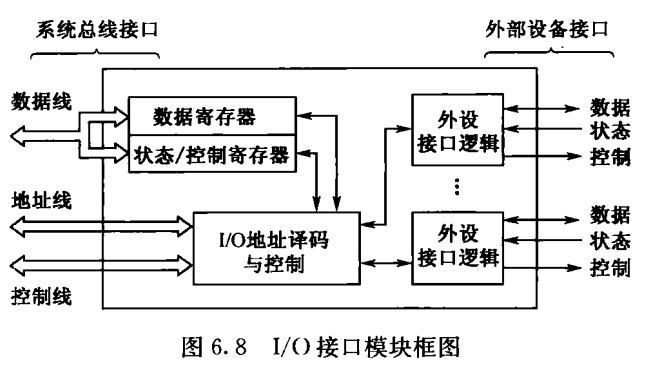 系统总线接口
外部设备接口
数据线
数据寄存器
状态/控制寄存器
外设
接口逻辑
数据
状态
控制
地址线
I/O地址译码
与控制
…
外设
接口逻辑
数据
状态
控制
控制线
图 6.8 I/O 接口模块框图